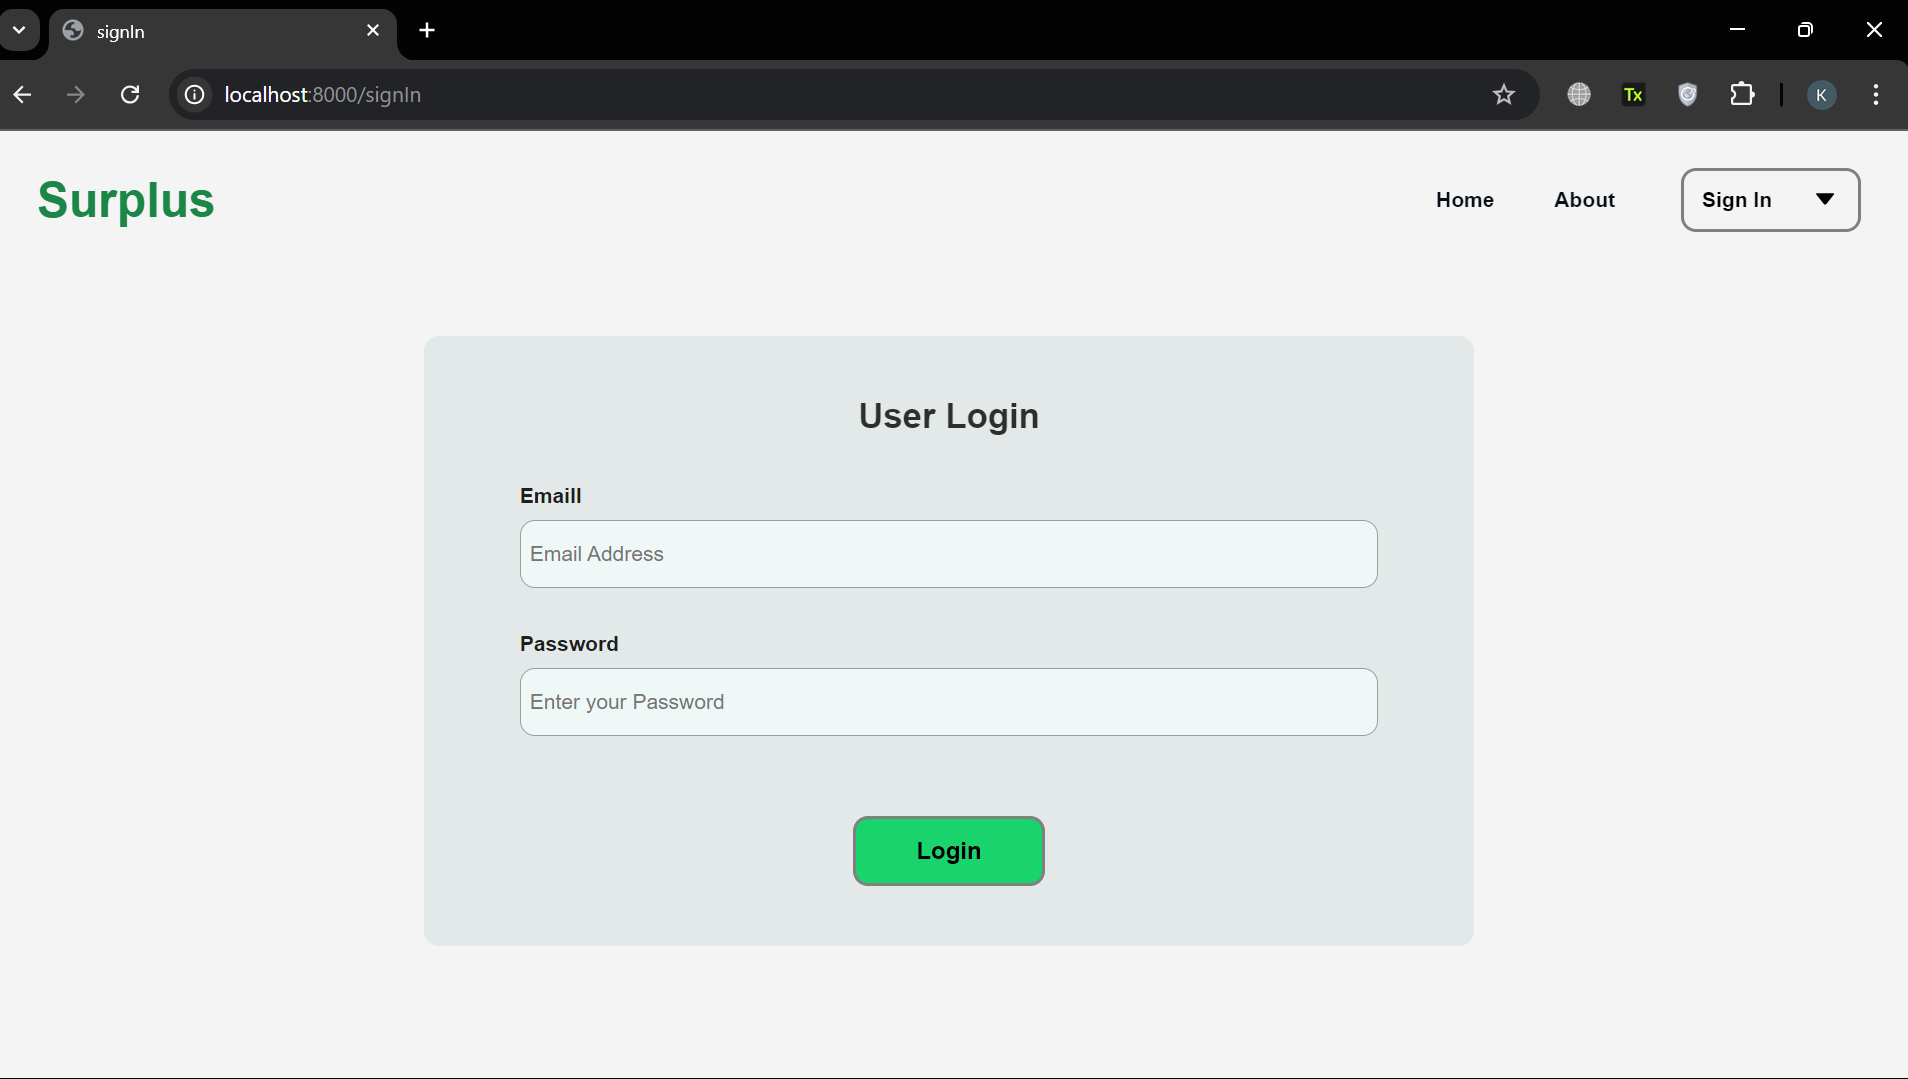 signIn
localhost:8000/signIn
Tx
K
Surplus
Home
About
Sign In
User Login
Emaill
Email Address
Password
Enter your Password
Login